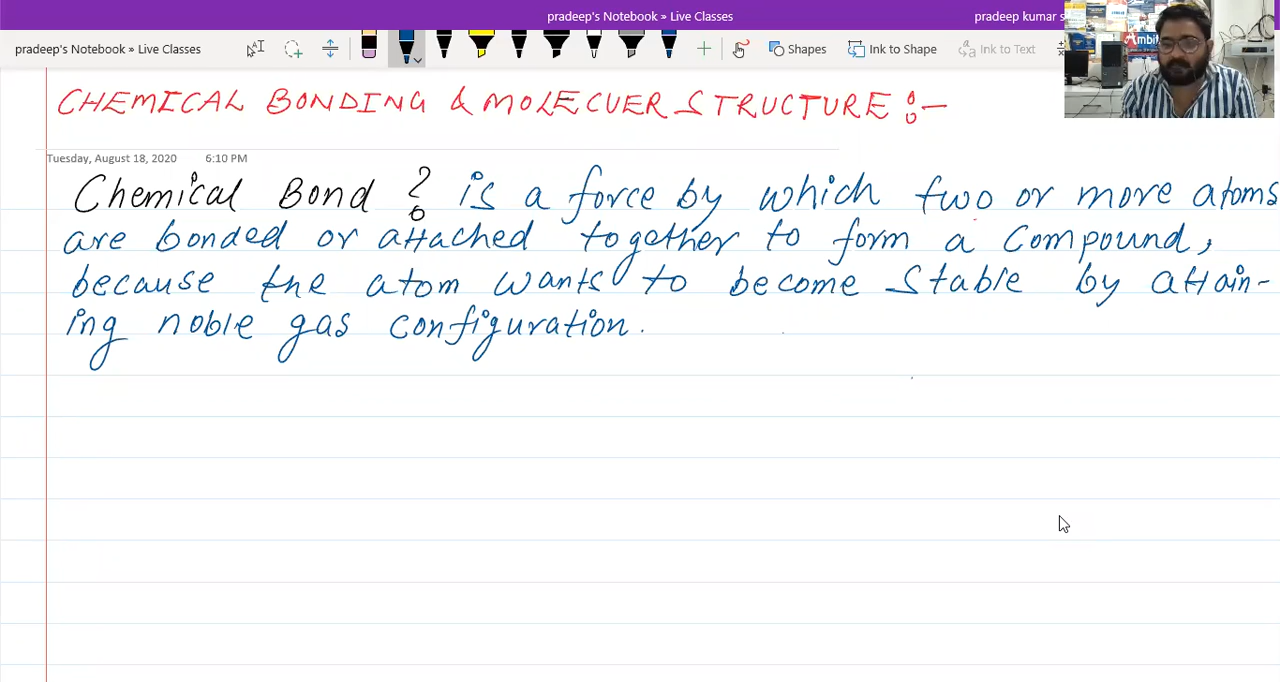 pradeep's Notebook » Live Classes
pradeep kumar s
pradeep's Notebook » Live Classes
Shapes
Ink to Shape
Ink to Text
Ambit
CHEMICAL BONDING & MOLECUER STRUCTURE :-
Tuesday, August 18, 2020 6:10 PM
Chemical Bond ? is a force by which two or more atoms
are bonded or attached together to form a Compound,
because the atom wants to become Stable by attain-
ing noble gas configuration.